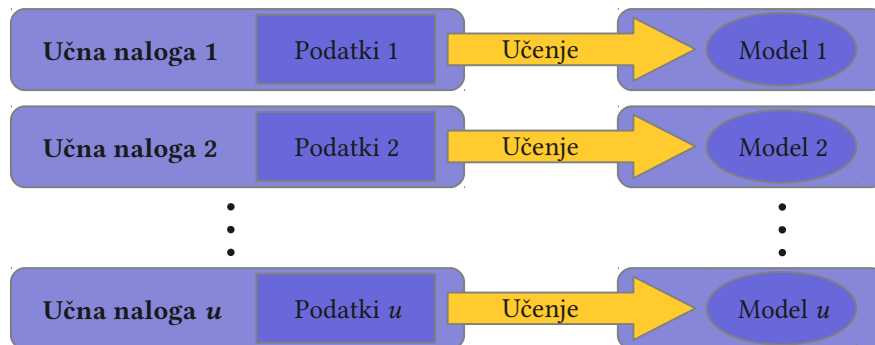 Učna naloga 1 Podatki 1 Učenje Model 1
Učna naloga 2 Podatki 2 Učenje Model 2
Učna naloga u Podatki u Učenje Model u